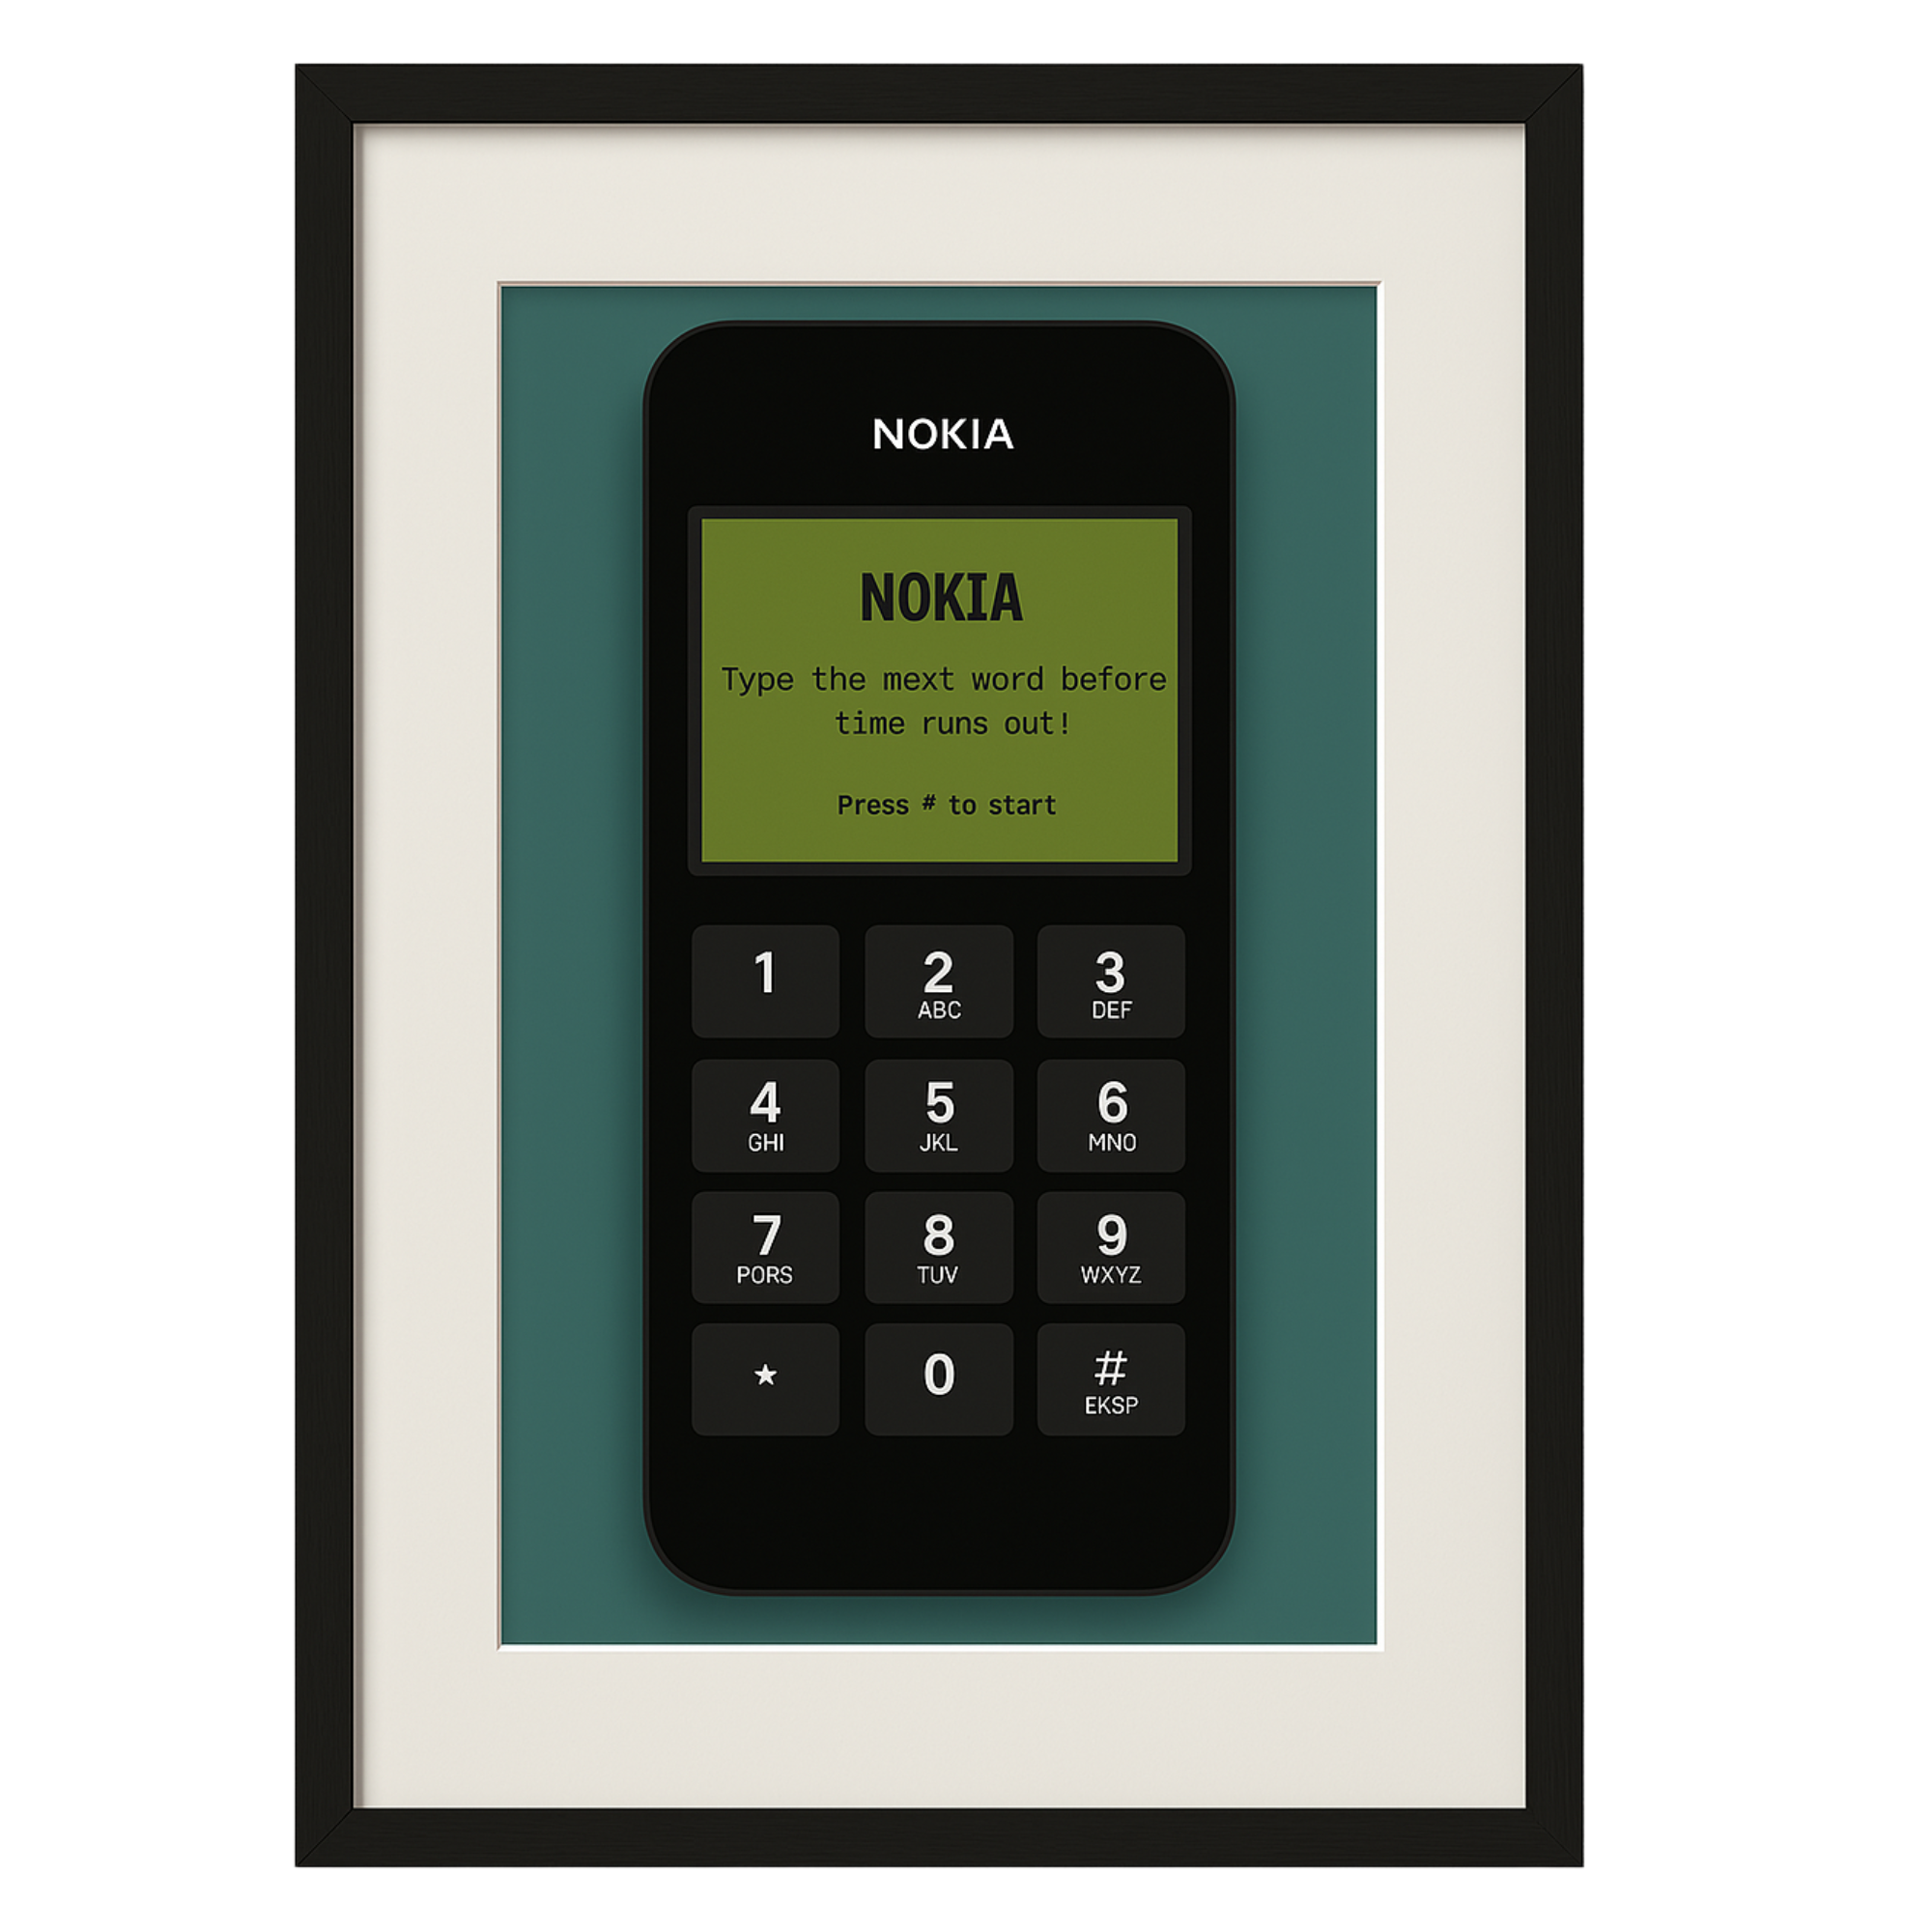 NOKIA
NOKIA
Type the mext word before
time runs out!
Press # to start
1
2
ABC
3
DEF
4
GHI
5
JKL
6
MNO
7
PORS
8
TUV
9
WXYZ
★
0
#
EKSP